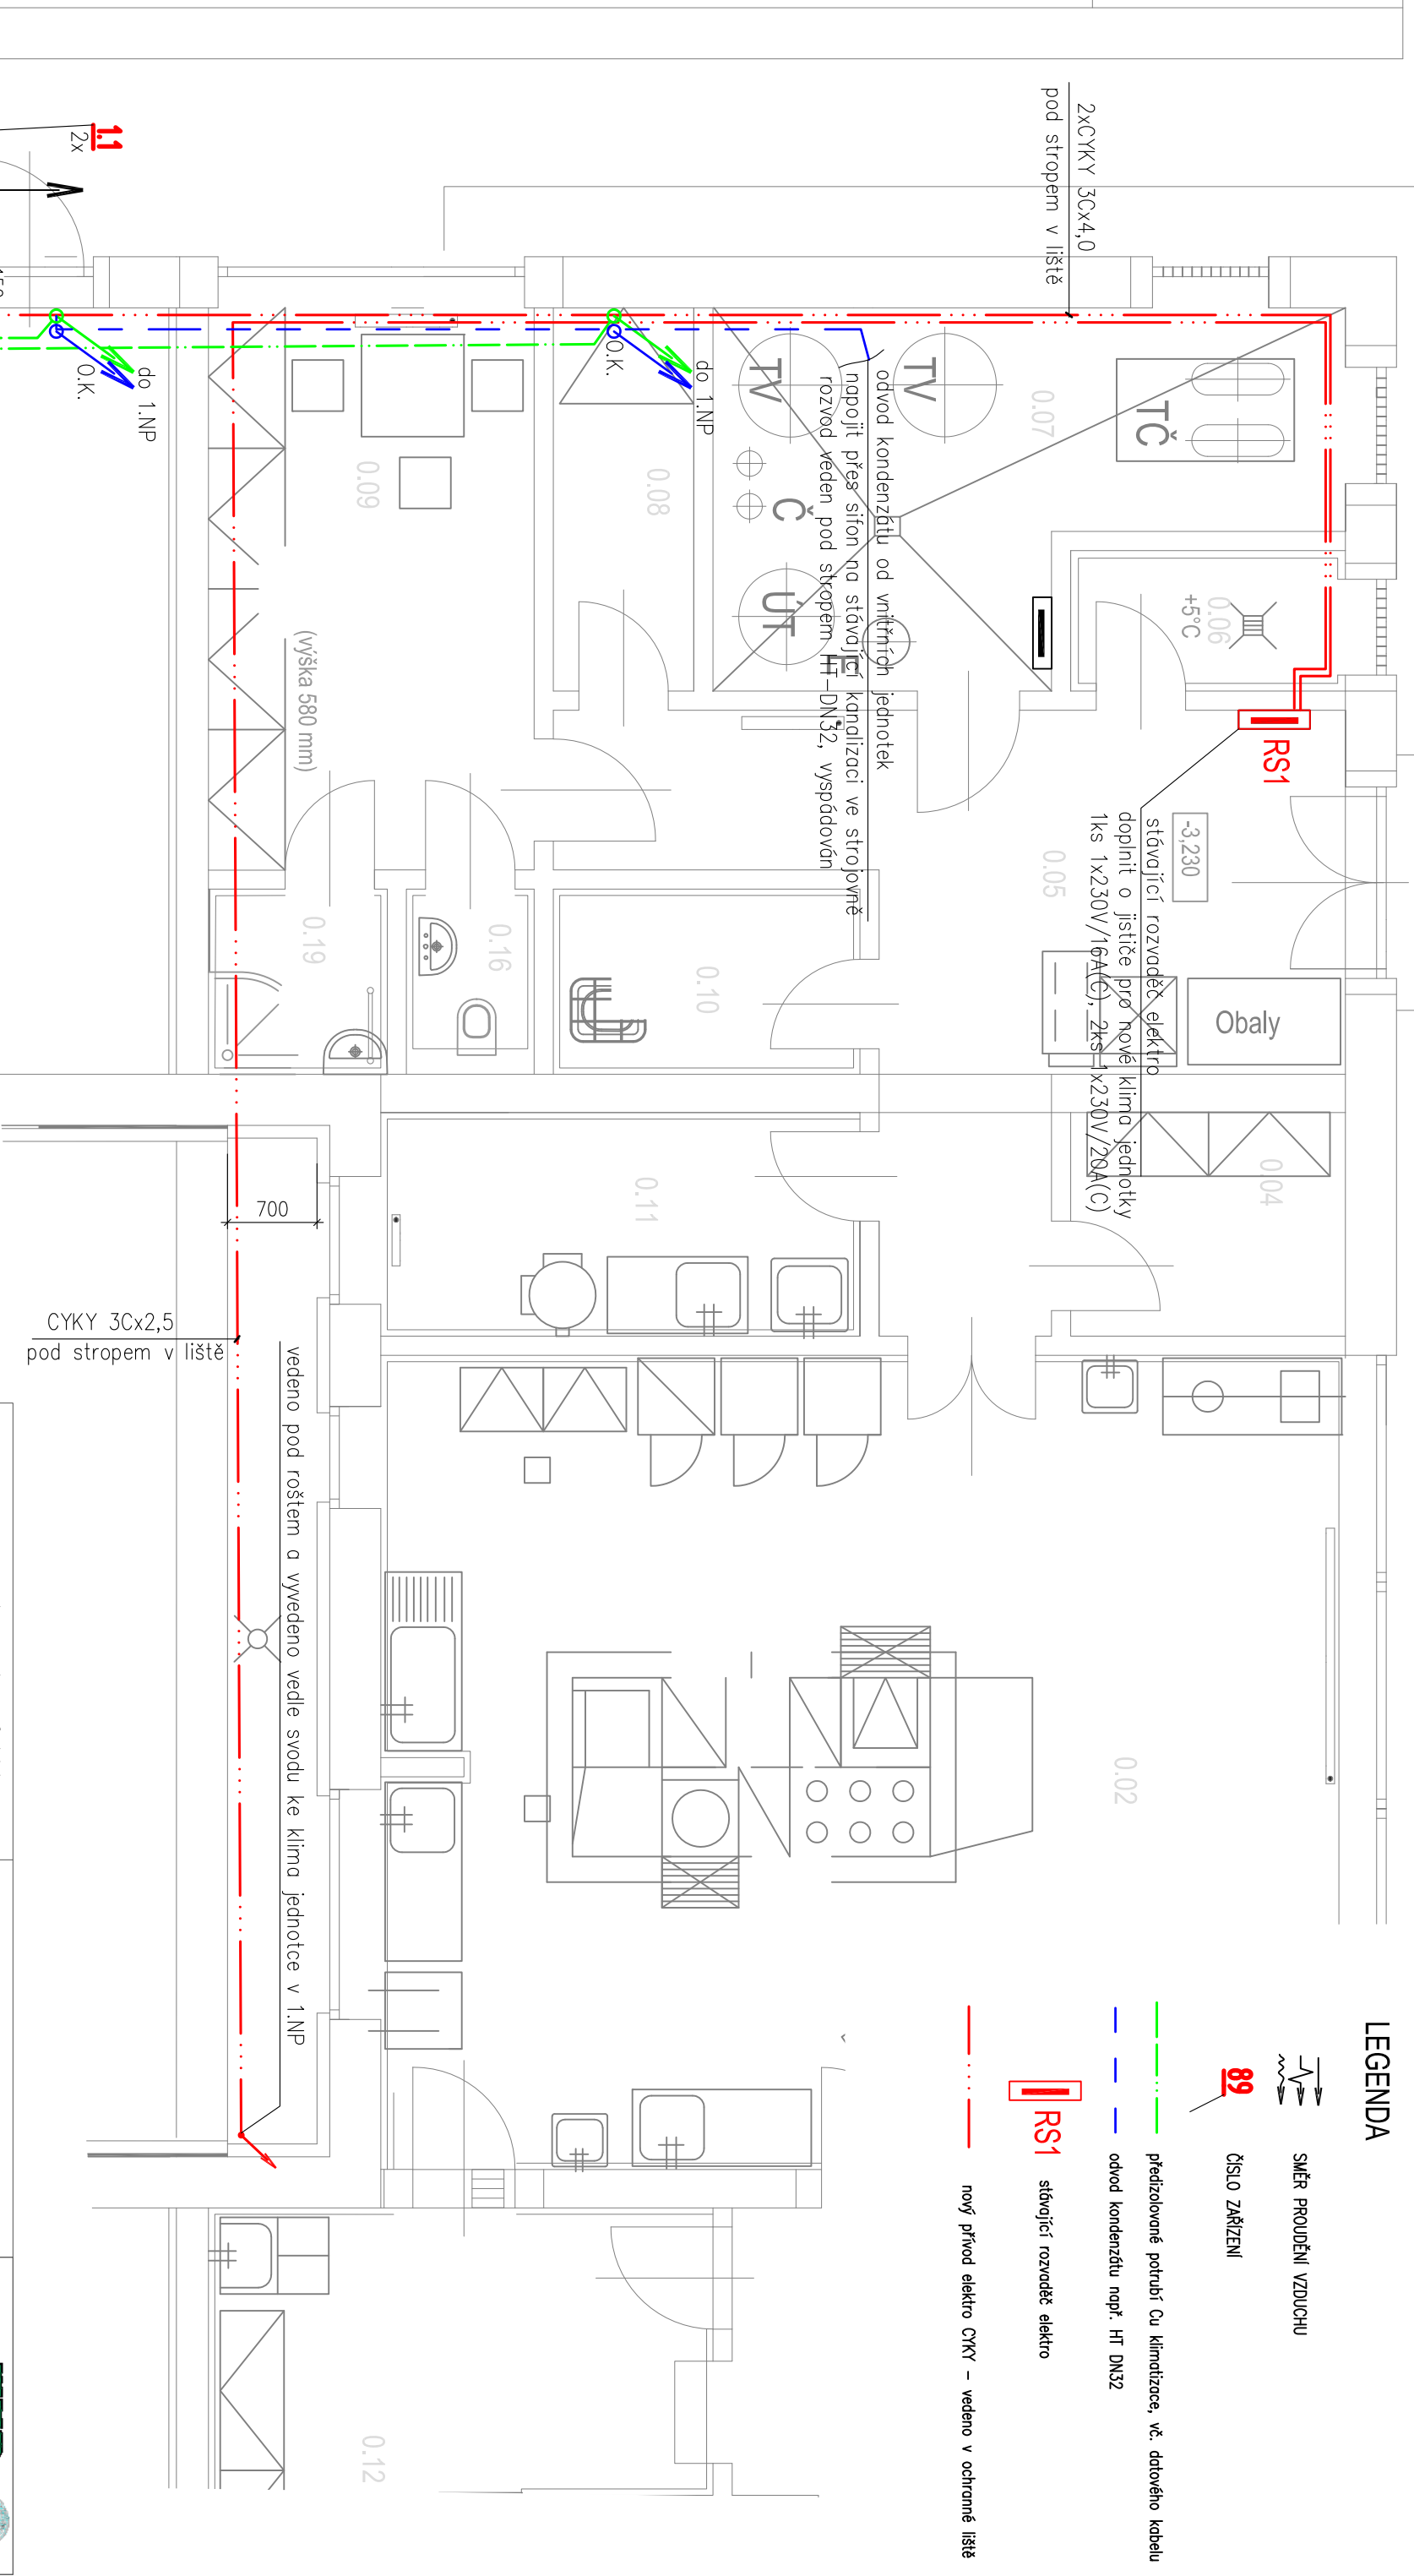 LEGENDA
SMĚR PROUDĚNÍ VZDUCHU
89
ČÍSLO ZAŘÍZENÍ
předizolované potrubí Cu klimatizace, vč. datového kabelu
odvod kondenzátu např. HT DN32
RS1
stávající rozvaděč elektro
nový přívod elektro CYKY – vedeno v ochranné liště
2xCYKY 3Cx4,0
pod stropem v liště
1.1
2x
do 1.NP
O.K.
do 1.NP
O.K.
TČ
TV
TV
Č
ÚT
E
0.07
0.08
0.09
0.06
+5°C
RS1
-3,230
0.05
stávající rozvaděč elektro
doplnit o jističe pro nové klima jednotky
1ks 1x230V/16A(C), 2ks 1x230V/20A(C)
Obaly
0.04
odvod kondenzátu od vnitřních jednotek
napojit přes sifon na stávající kanalizaci ve strojovně
rozvod veden pod stropem HT-DN32, vyspádován
(výška 580 mm)
0.19
0.16
0.10
0.11
700
CYKY 3Cx2,5
pod stropem v liště
vedeno pod roštem a vyvedeno vedle svodu ke klima jednotce v 1.NP
0.02
0.12